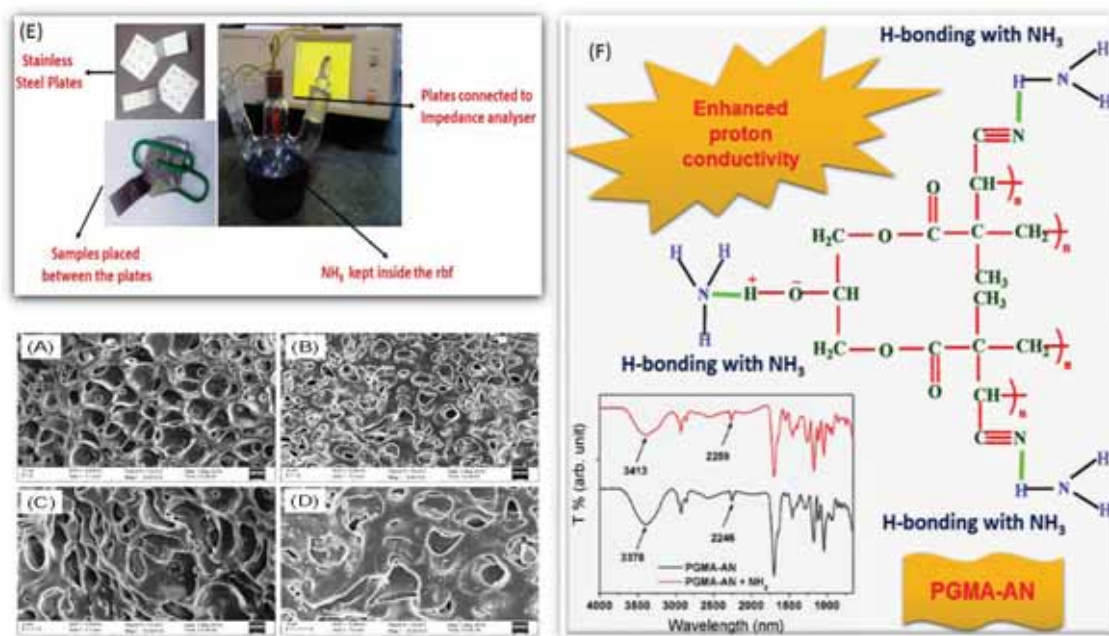 (E)
Stainless
Steel Plates
Plates connected to
Impedance analyser
Samples placed
between the plates
NH3 kept inside the rbf
(A)
(B)
(C)
(D)
(F)
Enhanced
proton
conductivity
H-bonding with NH3
H
H
N
H
C
N
CH
n
O
H2C
O
C
C
CH2
n
CH3
H
H
N
H
+
H
O
-
CH
CH3
H-bonding with NH3
H2C
O
C
C
CH2
n
O
CH
n
C
N
H
N
H
H
H-bonding with NH3
T % (arb. unit)
3413
2259
3378
2246
PGMA-AN
PGMA-AN + NH3
4000
3500
3000
2500
2000
1500
1000
Wavelength (nm)
PGMA-AN